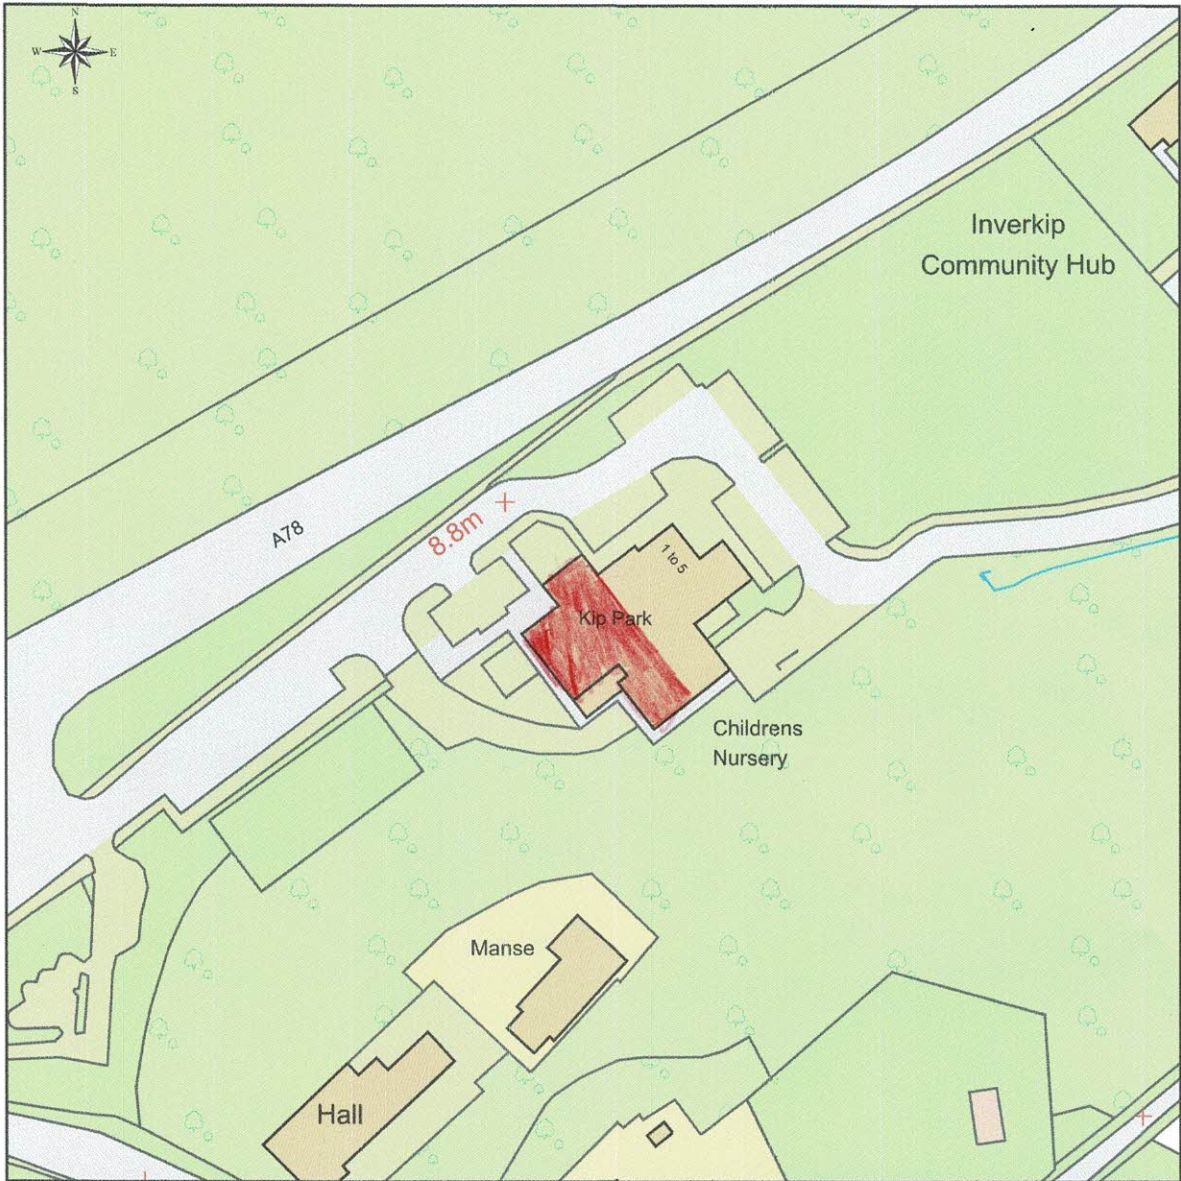 N
W E
S
Inverkip
Community Hub
A78
8.8m
1 to 5
Kip Park
Childrens
Nursery
Manse
Hall